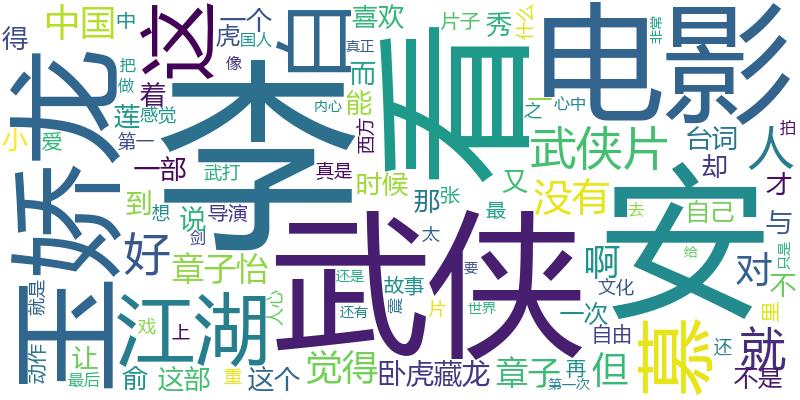 得
中国
中
把
做
这
白
一个
虎
国人
像
喜欢
真正
片子
秀
什么
非常
电影
玉娇龙
小
爱
莲
感觉
着
第一
李
而
能
内心
西方
看
之
一
心中
武侠片
台词
却
人
拍
才
一部
武打
真是
时候
到
想
说
导演
剑
那
张
最
又
没有
安
自己
去
与
好
章子怡
太
武侠
啊
给
对
不
只是
就是
江湖
人心
还是
故事
要
文化
一次
里
戏
上
震
片
世界
还有
自由
慕
还
就
动作
让
最后
俞
这部
重
这个
觉得
卧虎藏龙
章子
再
第一次
但
不是